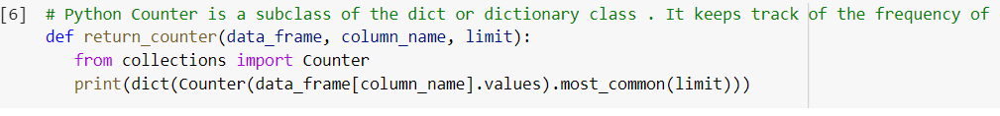 [6] # Python Counter is a subclass of the dict or dictionary class . It keeps track of the frequency of
def return_counter(data_frame, column_name, limit):
from collections import Counter
print(dict(Counter(data_frame[column_name].values).most_common(limit)))